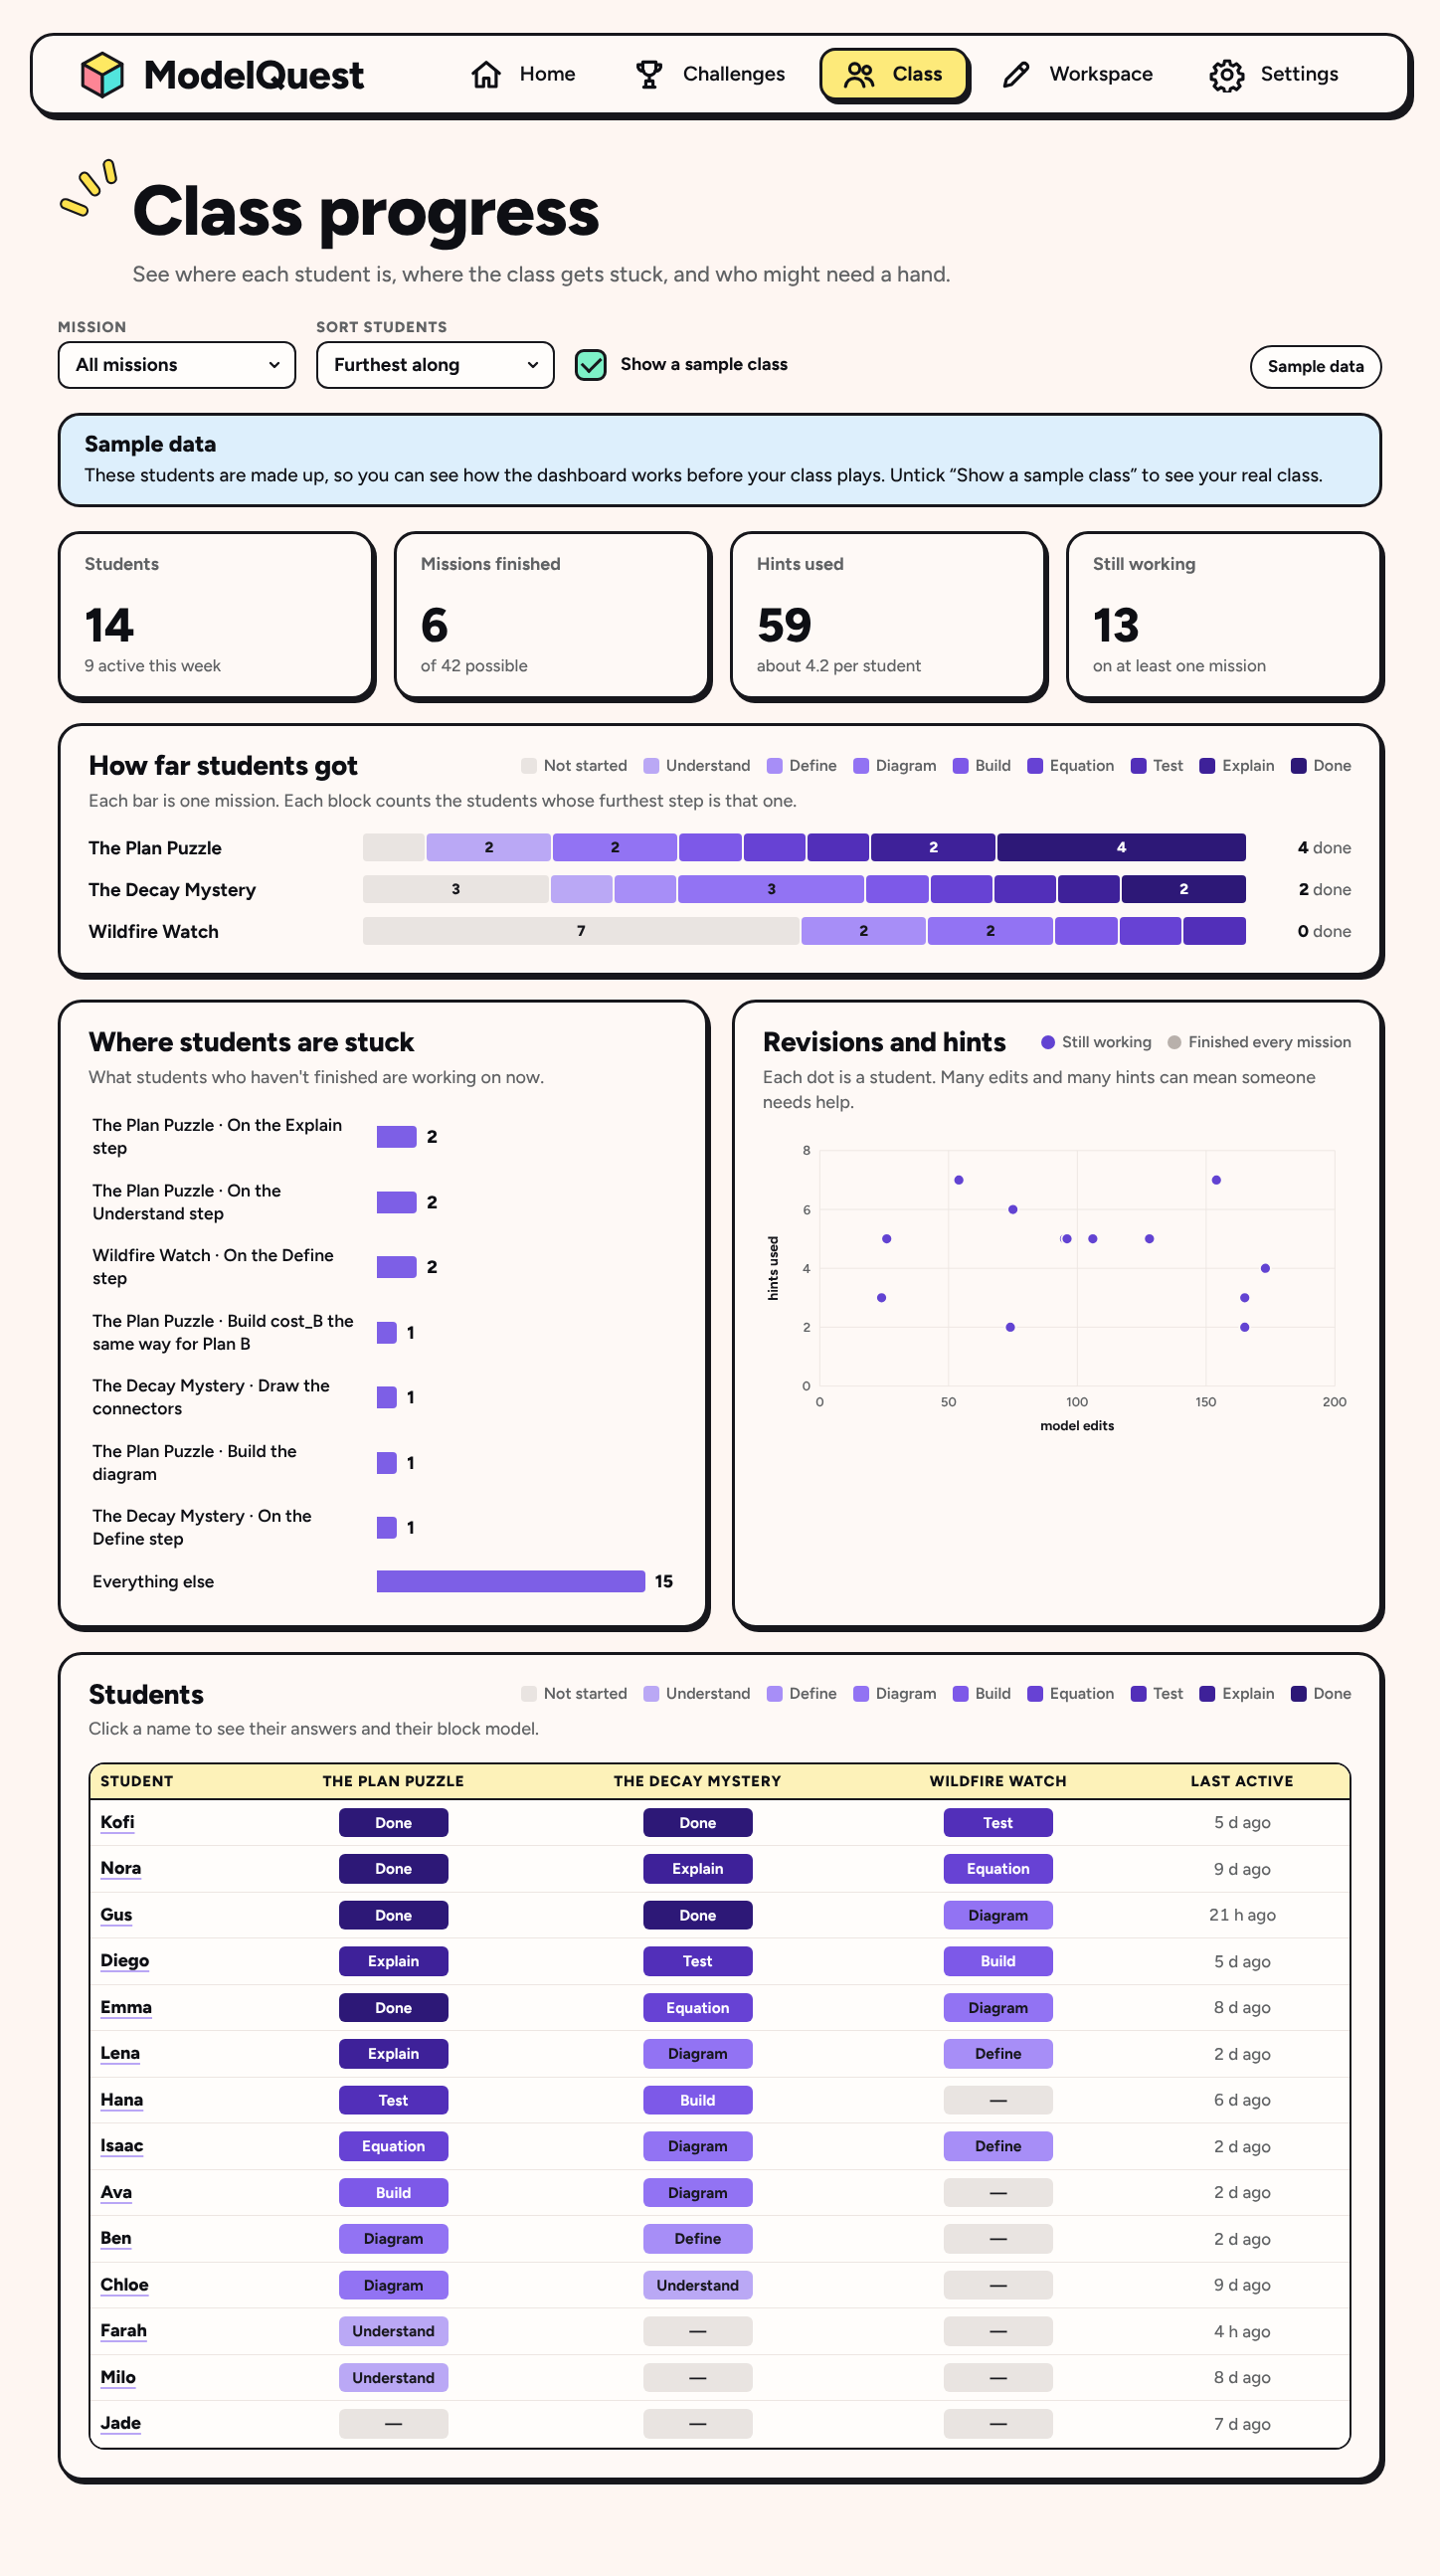 ModelQuest
Home
Challenges
Class
Workspace
Settings
Class progress
See where each student is, where the class gets stuck, and who might need a hand.
MISSION
SORT STUDENTS
All missions
Furthest along
Show a sample class
Sample data
Sample data
These students are made up, so you can see how the dashboard works before your class plays. Untick “Show a sample class” to see your real class.
Students
14
9 active this week
Missions finished
6
of 42 possible
Hints used
59
about 4.2 per student
Still working
13
on at least one mission
How far students got
Not started Understand Define Diagram Build Equation Test Explain Done
Each bar is one mission. Each block counts the students whose furthest step is that one.
The Plan Puzzle 2 2 2 4 4 done
The Decay Mystery 3 3 2 2 done
Wildfire Watch 7 2 2 0 done
Where students are stuck
What students who haven't finished are working on now.
The Plan Puzzle · On the Explain
step
2
The Plan Puzzle · On the
Understand step
2
Wildfire Watch · On the Define
step
2
The Plan Puzzle · Build cost_B the
same way for Plan B
1
The Decay Mystery · Draw the
connectors
1
The Plan Puzzle · Build the
diagram
1
The Decay Mystery · On the
Define step
1
Everything else 15
Revisions and hints
Still working Finished every mission
Each dot is a student. Many edits and many hints can mean someone
needs help.
hints used
8
6
4
2
0
0 50 100 150 200
model edits
Students
Not started Understand Define Diagram Build Equation Test Explain Done
Click a name to see their answers and their block model.
STUDENT THE PLAN PUZZLE THE DECAY MYSTERY WILDFIRE WATCH LAST ACTIVE
Kofi Done Done Test 5 d ago
Nora Done Explain Equation 9 d ago
Gus Done Done Diagram 21 h ago
Diego Explain Test Build 5 d ago
Emma Done Equation Diagram 8 d ago
Lena Explain Diagram Define 2 d ago
Hana Test Build — 6 d ago
Isaac Equation Diagram Define 2 d ago
Ava Build Diagram — 2 d ago
Ben Diagram Define — 2 d ago
Chloe Diagram Understand — 9 d ago
Farah Understand — — 4 h ago
Milo Understand — — 8 d ago
Jade — — — 7 d ago